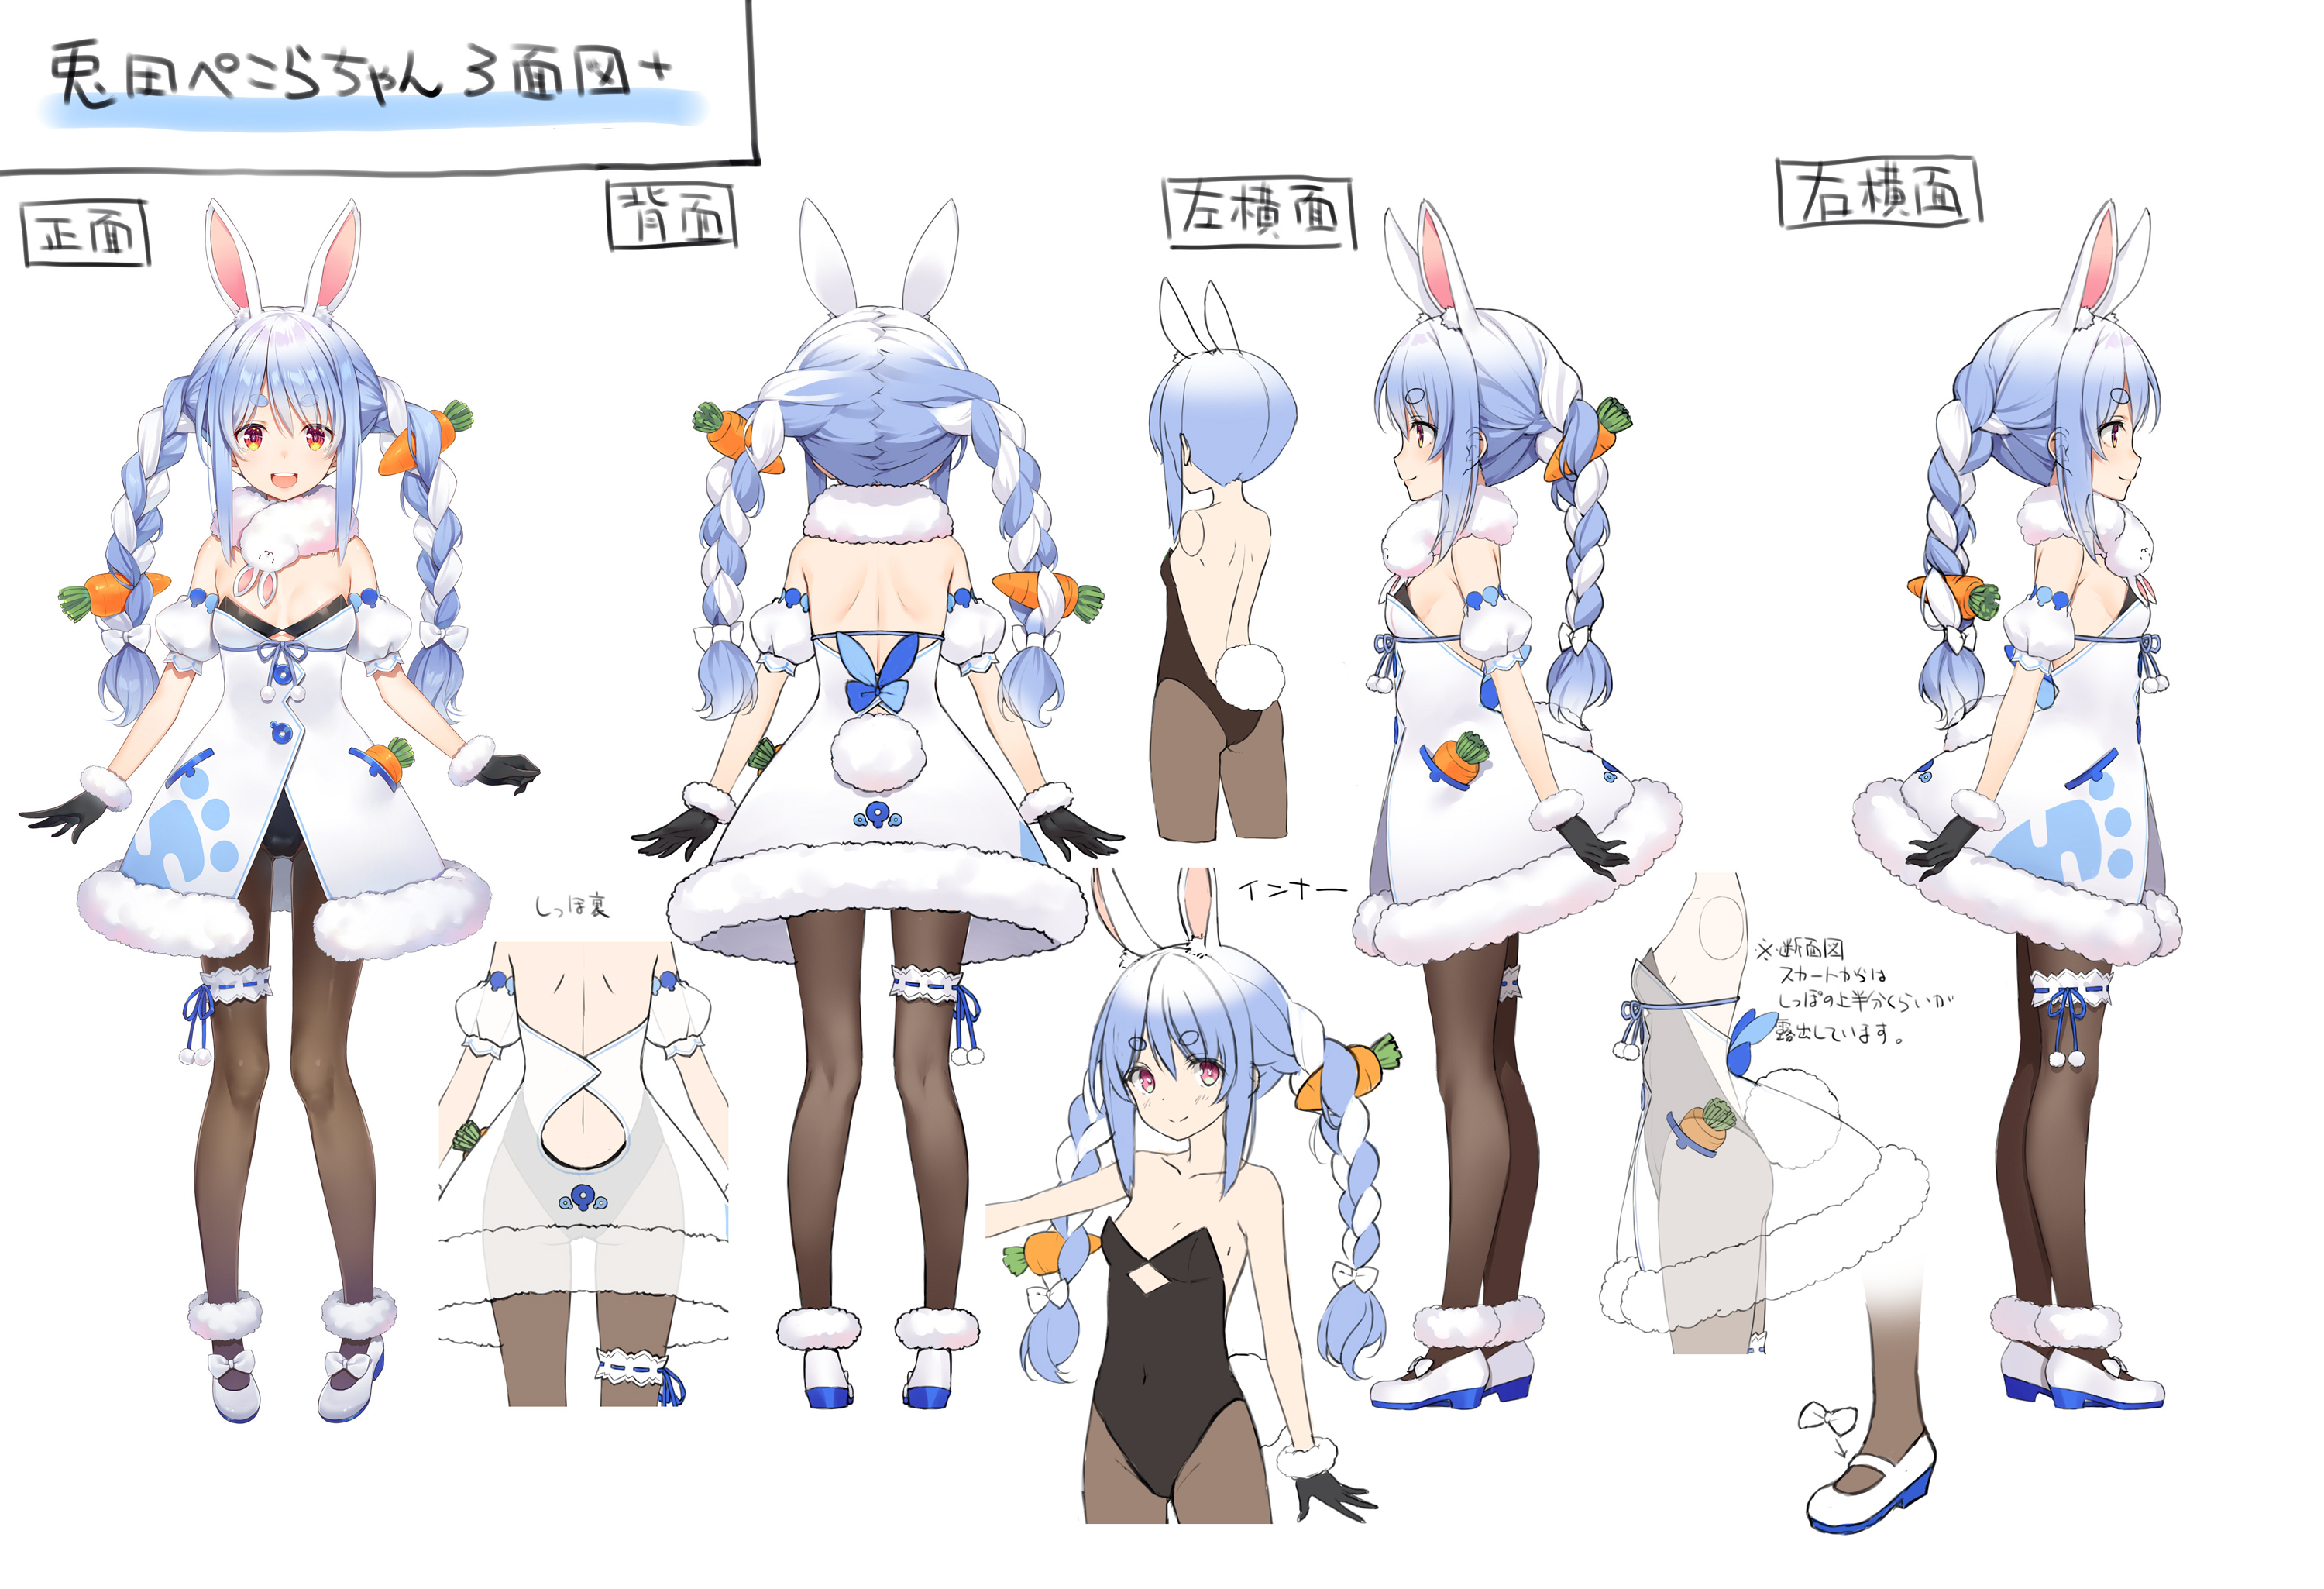 兎田ぺこらちゃん3面図+
正面
背面
左横面
右横面
しっぽ裏
インナー
※断面図
スカートからは
しっぽの上半分くらいが
露出しています。